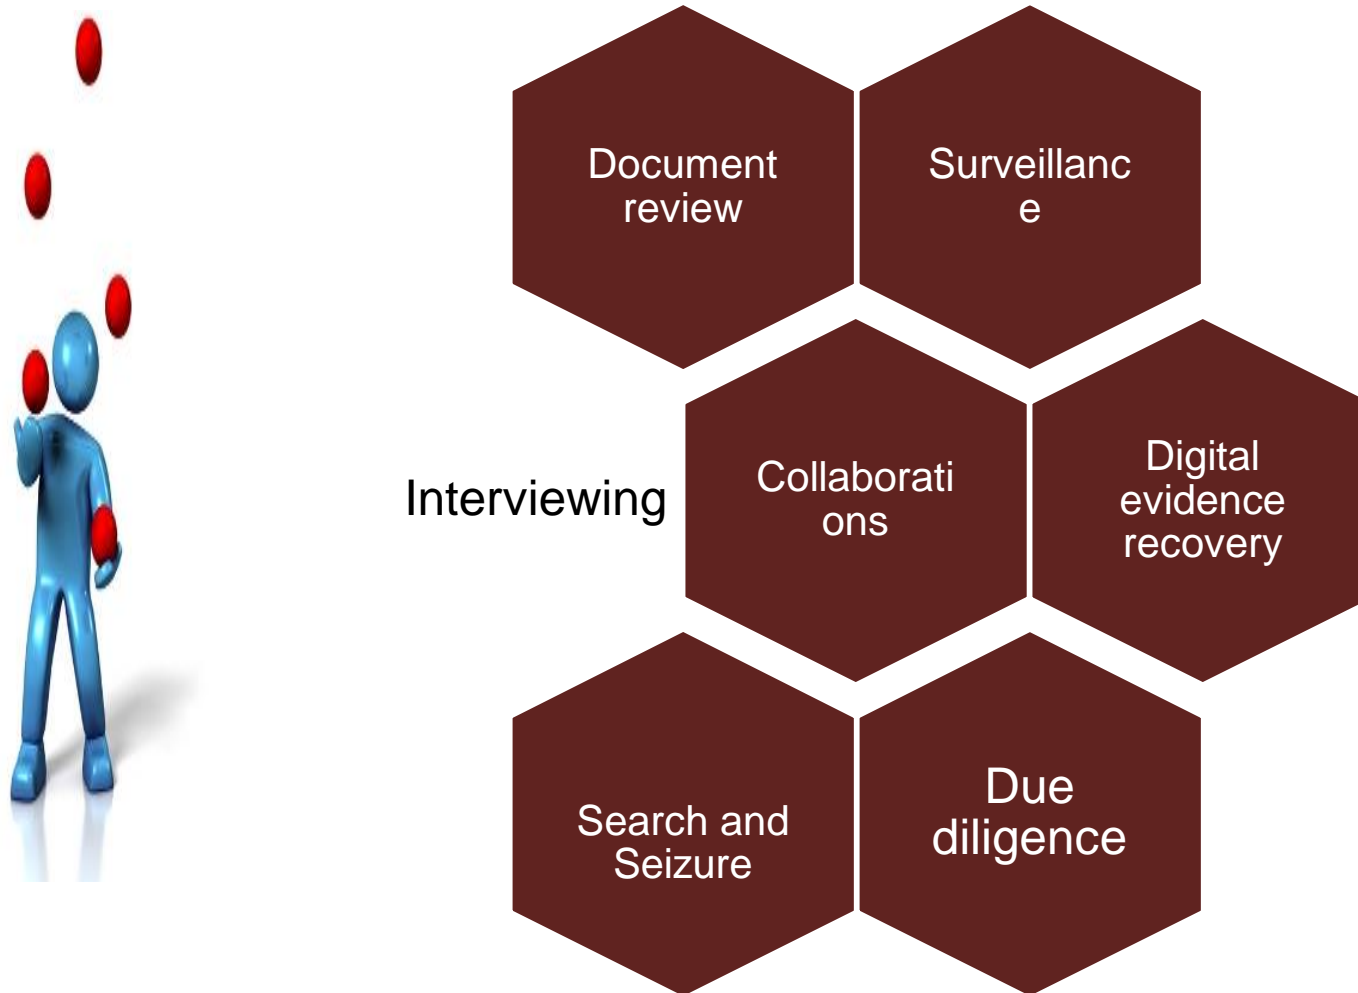 Document
review
Surveillanc
e
Interviewing
Collaborati
ons
Digital
evidence
recovery
Search and
Seizure
Due
diligence